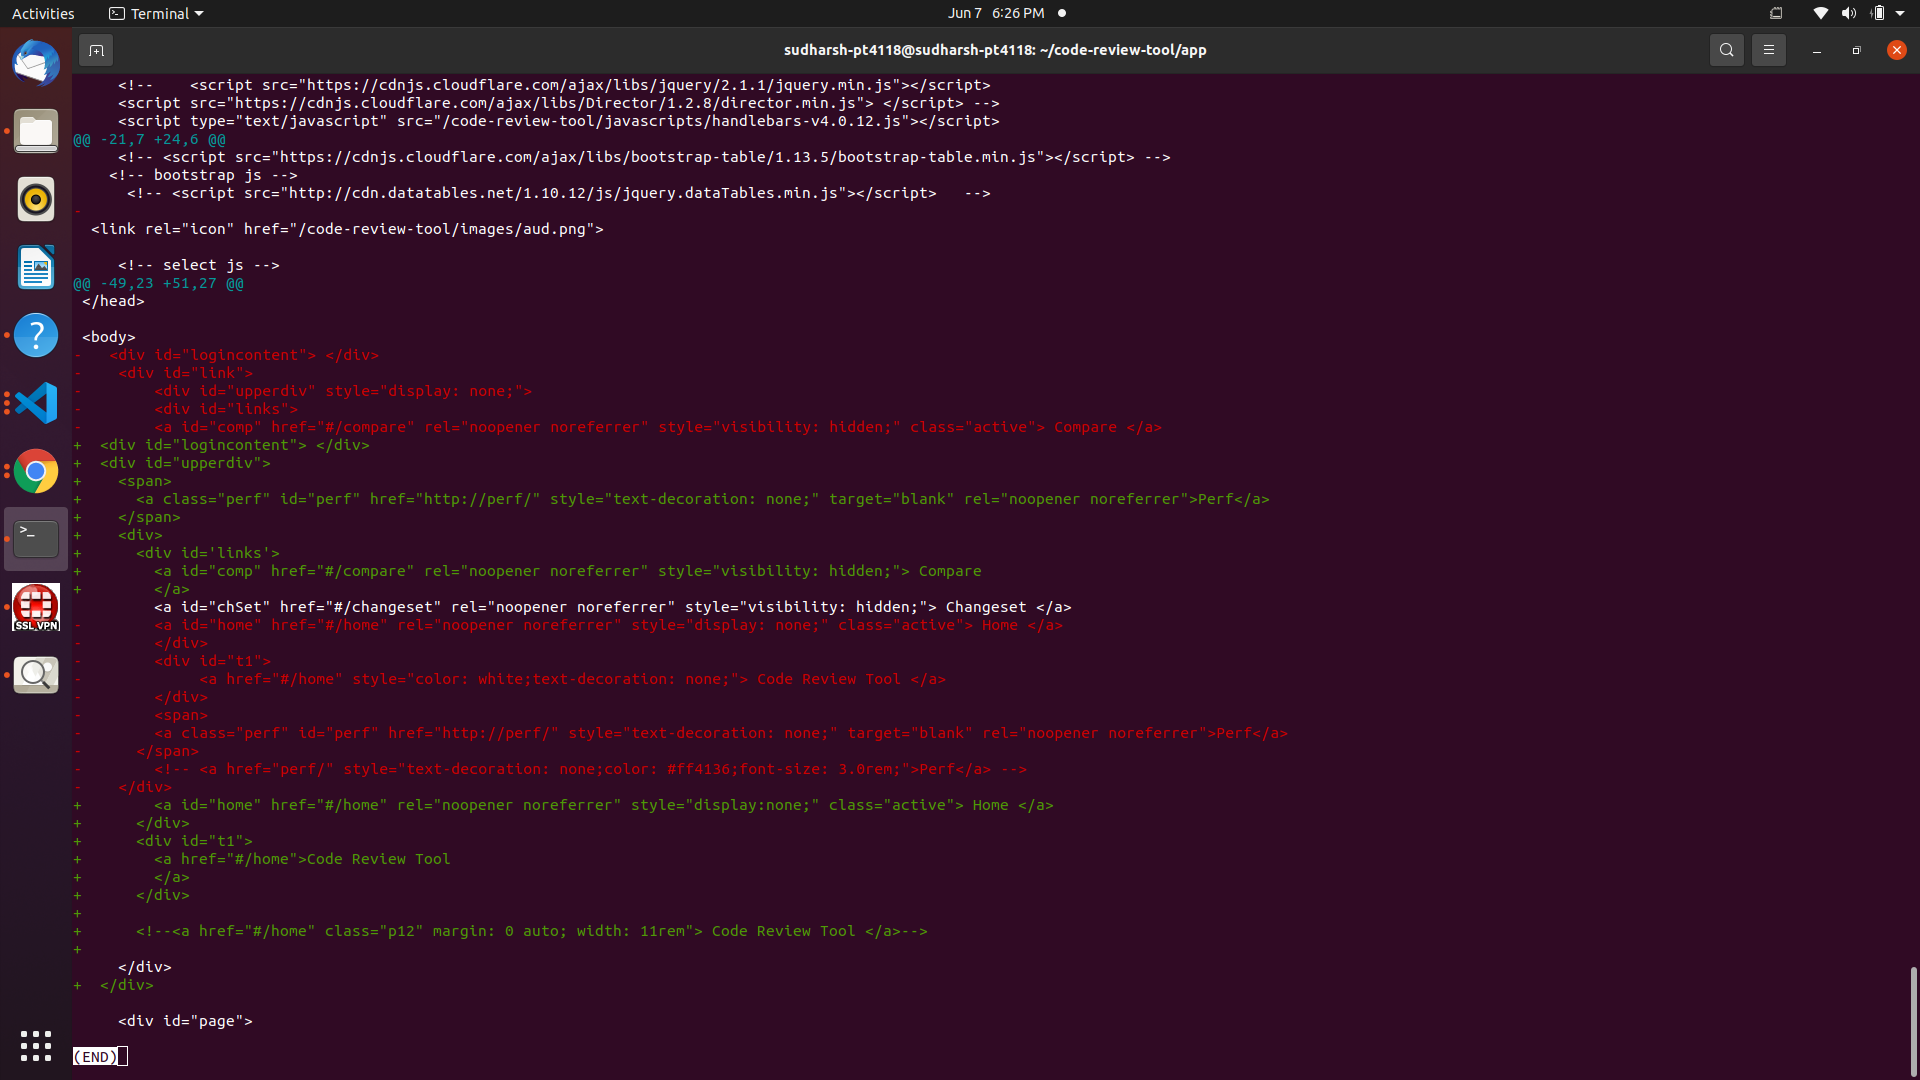 Activities
Terminal
Jun 7 6:26 PM
sudharsh-pt4118@sudharsh-pt4118: ~/code-review-tool/app
     <!--    <script src="https://cdnjs.cloudflare.com/ajax/libs/jquery/2.1.1/jquery.min.js"></script>
     <script src="https://cdnjs.cloudflare.com/ajax/libs/Director/1.2.8/director.min.js"> </script> -->
     <script type="text/javascript" src="/code-review-tool/javascripts/handlebars-v4.0.12.js"></script>
@@ -21,7 +24,6 @@
     <!-- <script src="https://cdnjs.cloudflare.com/ajax/libs/bootstrap-table/1.13.5/bootstrap-table.min.js"></script> -->
    <!-- bootstrap js -->
      <!-- <script src="http://cdn.datatables.net/1.10.12/js/jquery.dataTables.min.js"></script>   -->
-
  <link rel="icon" href="/code-review-tool/images/aud.png">
     <!-- select js -->
@@ -49,23 +51,27 @@
 </head>
 <body>
-   <div id="logincontent"> </div>
-    <div id="link">
-        <div id="upperdiv" style="display: none;">
-        <div id="links">
-        <a id="comp" href="#/compare" rel="noopener noreferrer" style="visibility: hidden;" class="active"> Compare </a>
+  <div id="logincontent"> </div>
+  <div id="upperdiv">
+    <span>
+      <a class="perf" id="perf" href="http://perf/" style="text-decoration: none;" target="blank" rel="noopener noreferrer">Perf</a>
+    </span>
+    <div>
+      <div id='links'>
+        <a id="comp" href="#/compare" rel="noopener noreferrer" style="visibility: hidden;"> Compare
+        </a>
         <a id="chSet" href="#/changeset" rel="noopener noreferrer" style="visibility: hidden;"> Changeset </a>
-        <a id="home" href="#/home" rel="noopener noreferrer" style="display: none;" class="active"> Home </a>
-        </div>
-        <div id="t1">
-             <a href="#/home" style="color: white;text-decoration: none;"> Code Review Tool </a>
-        </div>
-        <span>
-        <a class="perf" id="perf" href="http://perf/" style="text-decoration: none;" target="blank" rel="noopener noreferrer">Perf</a>
-      </span>
-        <!-- <a href="perf/" style="text-decoration: none;color: #ff4136;font-size: 3.0rem;">Perf</a> -->
-    </div>
+        <a id="home" href="#/home" rel="noopener noreferrer" style="display:none;" class="active"> Home </a>
+      </div>
+      <div id="t1">
+        <a href="#/home">Code Review Tool
+        </a>
+      </div>
+
+      <!--<a href="#/home" class="p12" margin: 0 auto; width: 11rem"> Code Review Tool </a>-->
+
     </div>
+  </div>
     <div id="page">
(END)
SSL VPN